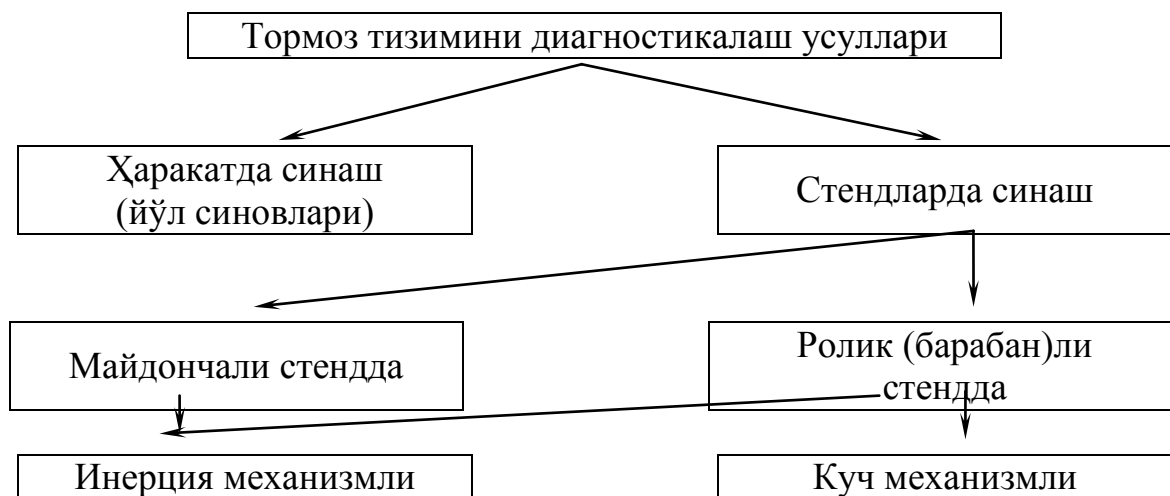 Тормоз тизимини диагностикалаш усуллари
Ҳаракатда синаш
(йўл синовлари)
Стендларда синаш
Майдончали стендда
Ролик (барабан)ли
стендда
Инерция механизмли
Куч механизмли